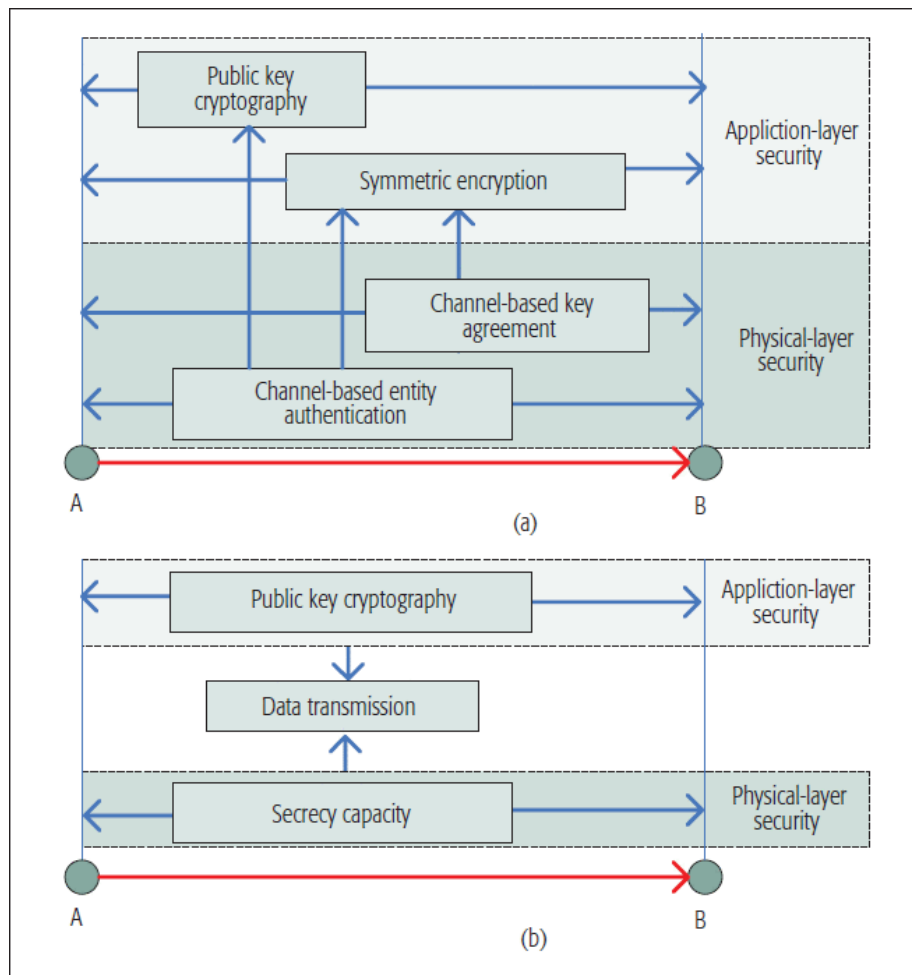 Public key
cryptography
Appliction-layer
security
Symmetric encryption
Channel-based key
agreement
Physical-layer
security
Channel-based entity
authentication
A
B
(a)
Public key cryptography
Appliction-layer
security
Data transmission
Secrecy capacity
Physical-layer
security
A
B
(b)